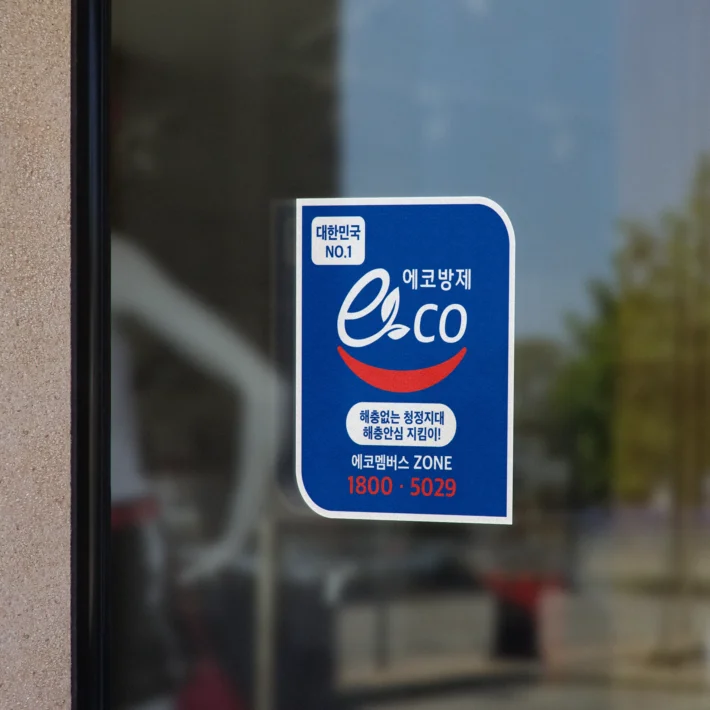 대한민국
NO.1
에코방제
eco
해충없는 청정지대
해충안심 지킴이!
에코멤버스 ZONE
1800 · 5029